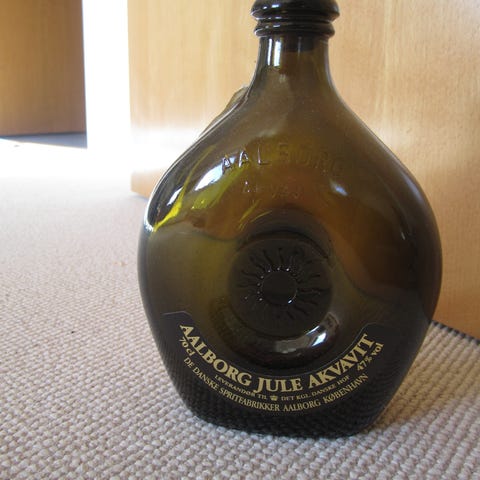 AALBORG
AALBORG JULE AKVAVIT
70 cl
47% vol
LEVERANDØR TIL DET KGL. DANSKE HOF
DE DANSKE SPRITFABRIKKER AALBORG KØBENHAVN